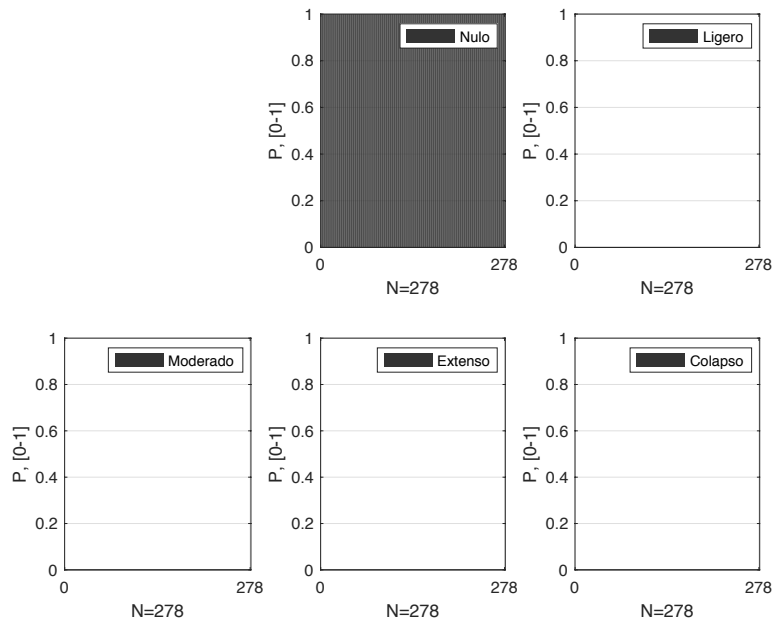 1
0.8
0.6
0.4
0.2
0
P, [0-1]
Nulo
0 278
N=278
1
0.8
0.6
0.4
0.2
0
P, [0-1]
Ligero
0 278
N=278
1
0.8
0.6
0.4
0.2
0
P, [0-1]
Moderado
0 278
N=278
1
0.8
0.6
0.4
0.2
0
P, [0-1]
Extenso
0 278
N=278
1
0.8
0.6
0.4
0.2
0
P, [0-1]
Colapso
0 278
N=278